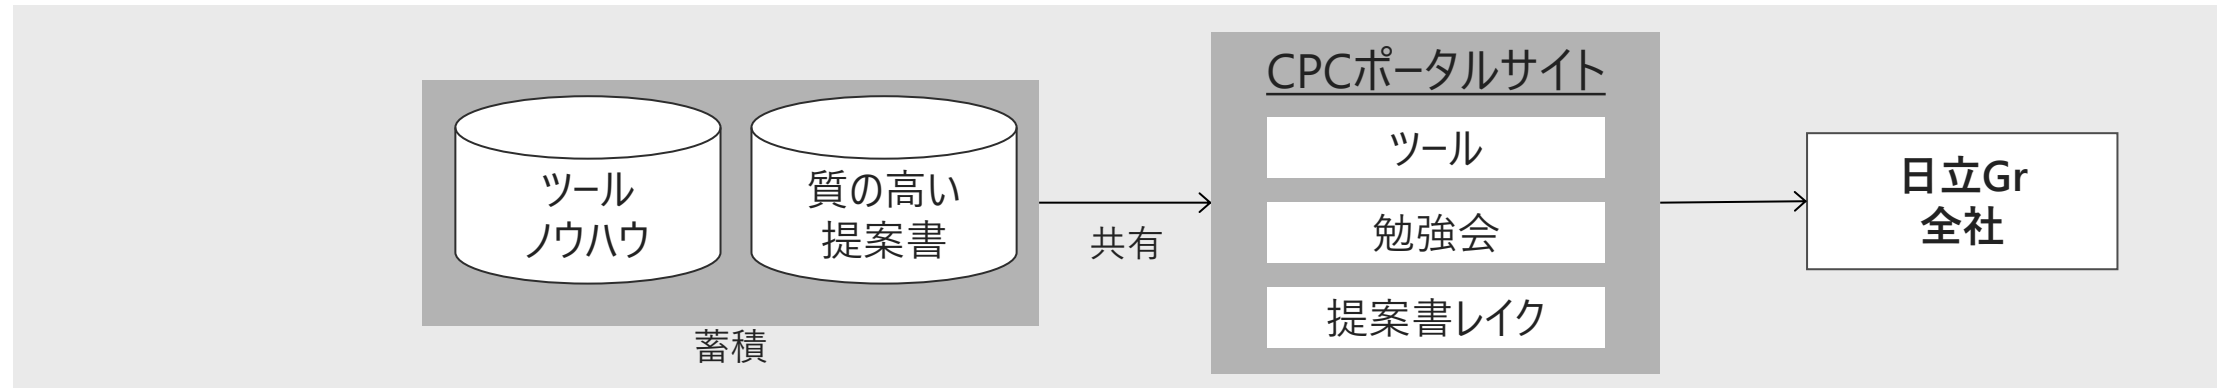 ツール
ノウハウ
質の高い
提案書
蓄積
共有
CPCポータルサイト
ツール
勉強会
提案書レイク
日立Gr
全社